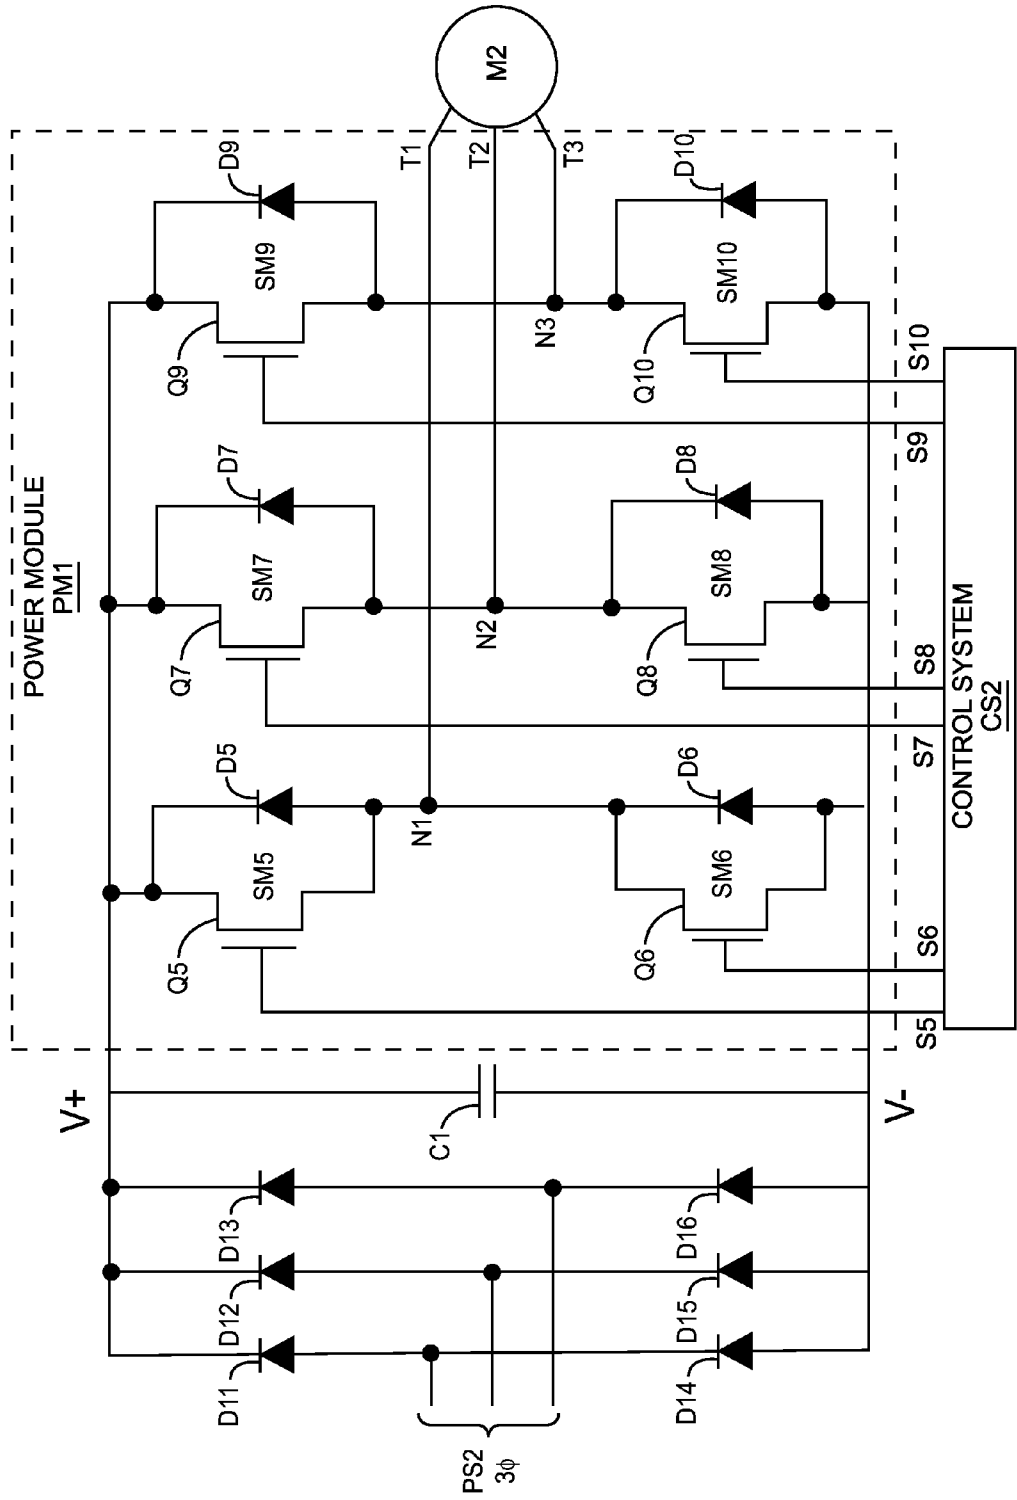 POWER MODULE
PM1
V+
D11
D12
D13
Q5
SM5
D5
Q7
SM7
D7
Q9
SM9
D9
PS2
3ϕ
C1
N1
N2
N3
T1
T2
T3
M2
D14
D15
D16
Q6
SM6
D6
Q8
SM8
D8
Q10
SM10
D10
V-
S5
S6
S7
S8
S9
S10
CONTROL SYSTEM
CS2